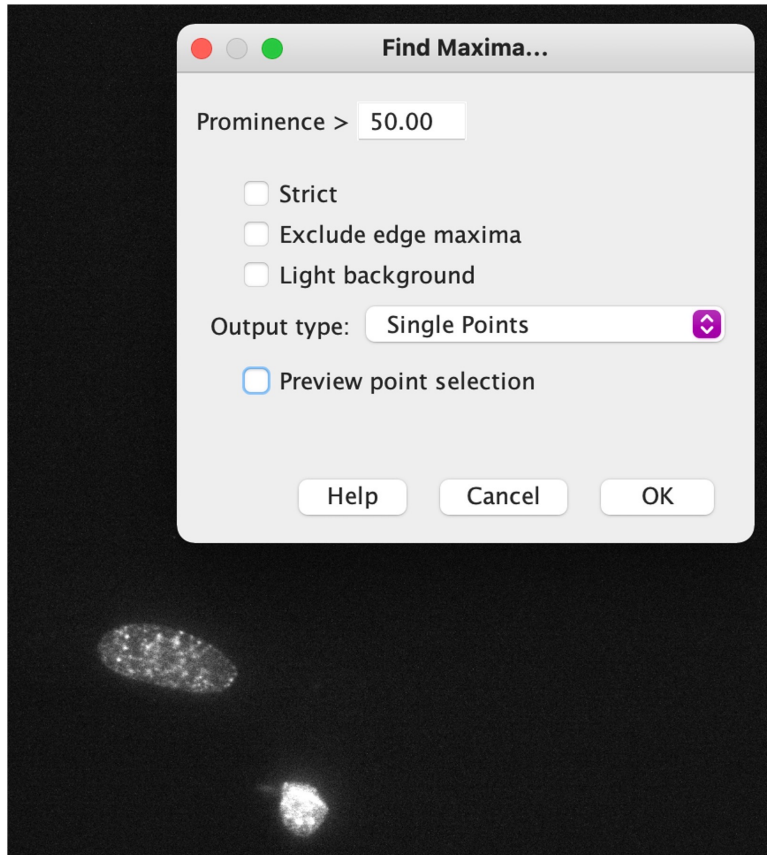 Find Maxima...
Prominence > 50.00
Strict
Exclude edge maxima
Light background
Output type: Single Points
Preview point selection
Help Cancel OK